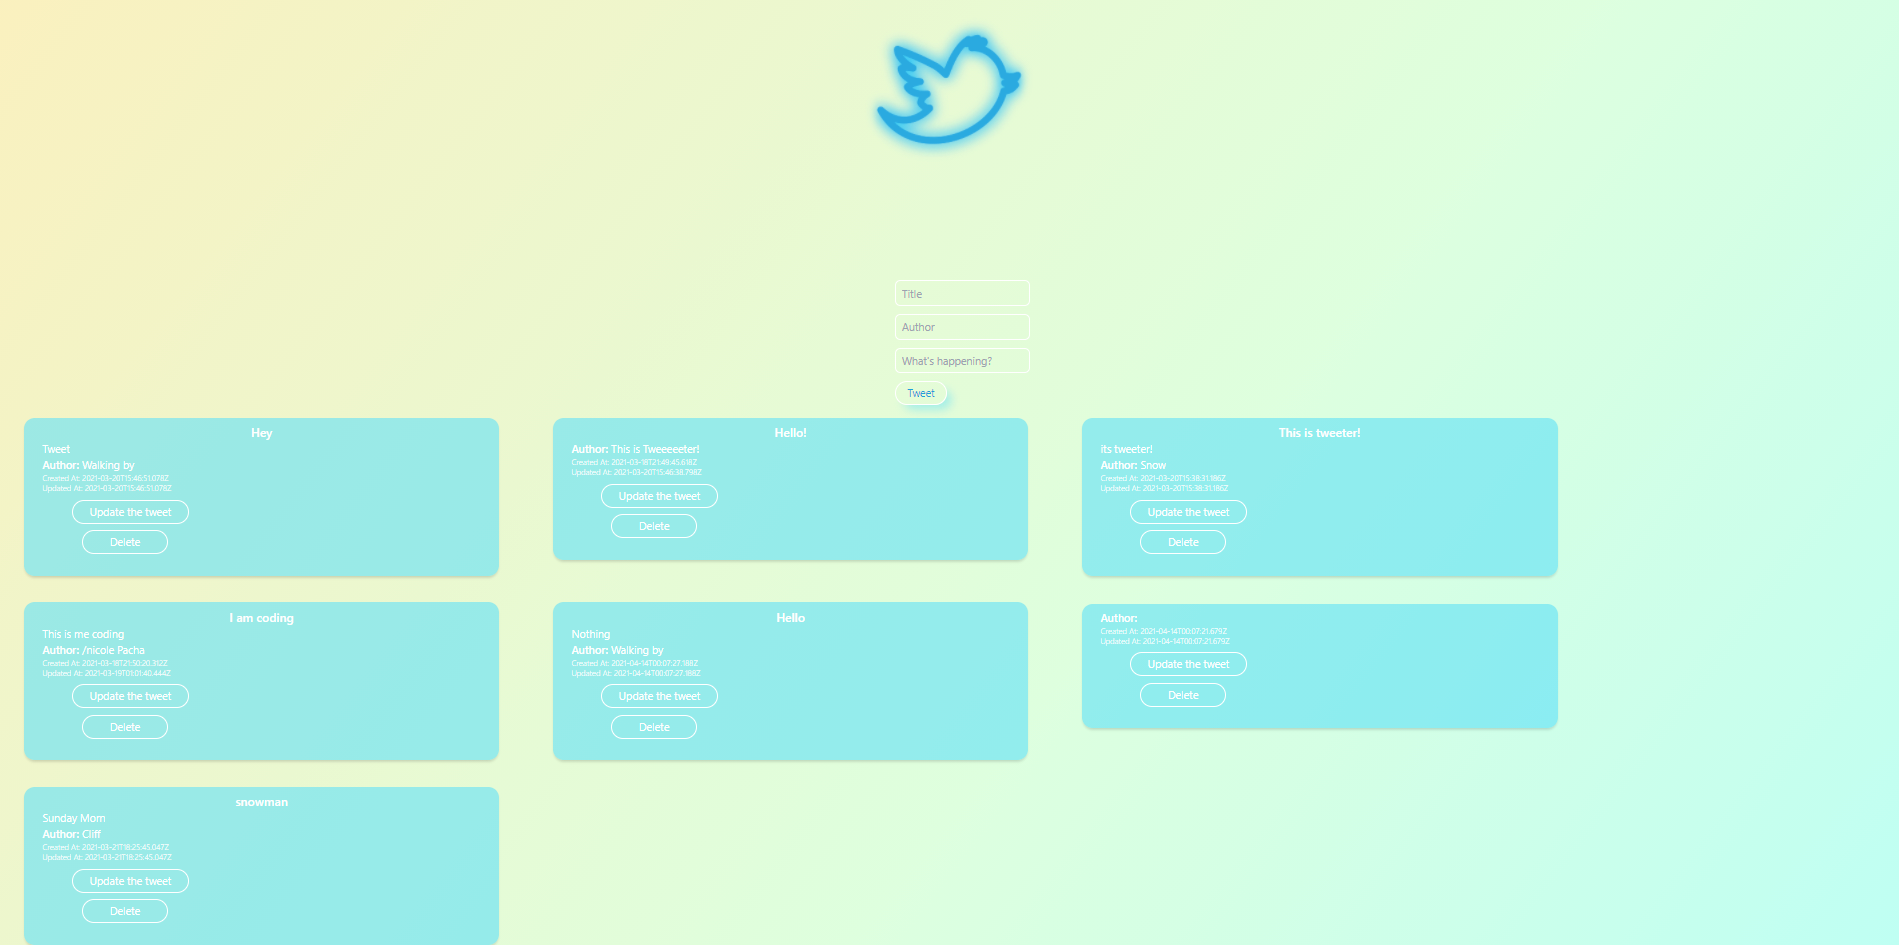 Title
Author
What's happening?
Tweet
Hey
Tweet
Author: Walking by
Created At: 2021-03-20T15:46:51.078Z
Updated At: 2021-03-20T15:46:51.078Z
Update the tweet
Delete
Hello!
Author: This is Tweeeeeter!
Created At: 2021-03-18T21:49:45.618Z
Updated At: 2021-03-20T15:46:38.798Z
Update the tweet
Delete
This is tweeter!
its tweeter!
Author: Snow
Created At: 2021-03-20T15:38:31.186Z
Updated At: 2021-03-20T15:38:31.186Z
Update the tweet
Delete
I am coding
This is me coding
Author: /nicole Pacha
Created At: 2021-03-18T21:50:20.312Z
Updated At: 2021-03-19T01:01:40.444Z
Update the tweet
Delete
Hello
Nothing
Author: Walking by
Created At: 2021-04-14T00:07:27.188Z
Updated At: 2021-04-14T00:07:27.188Z
Update the tweet
Delete
Author:
Created At: 2021-04-14T00:07:21.679Z
Updated At: 2021-04-14T00:07:21.679Z
Update the tweet
Delete
snowman
Sunday Morn
Author: Cliff
Created At: 2021-03-21T18:25:45.047Z
Updated At: 2021-03-21T18:25:45.047Z
Update the tweet
Delete